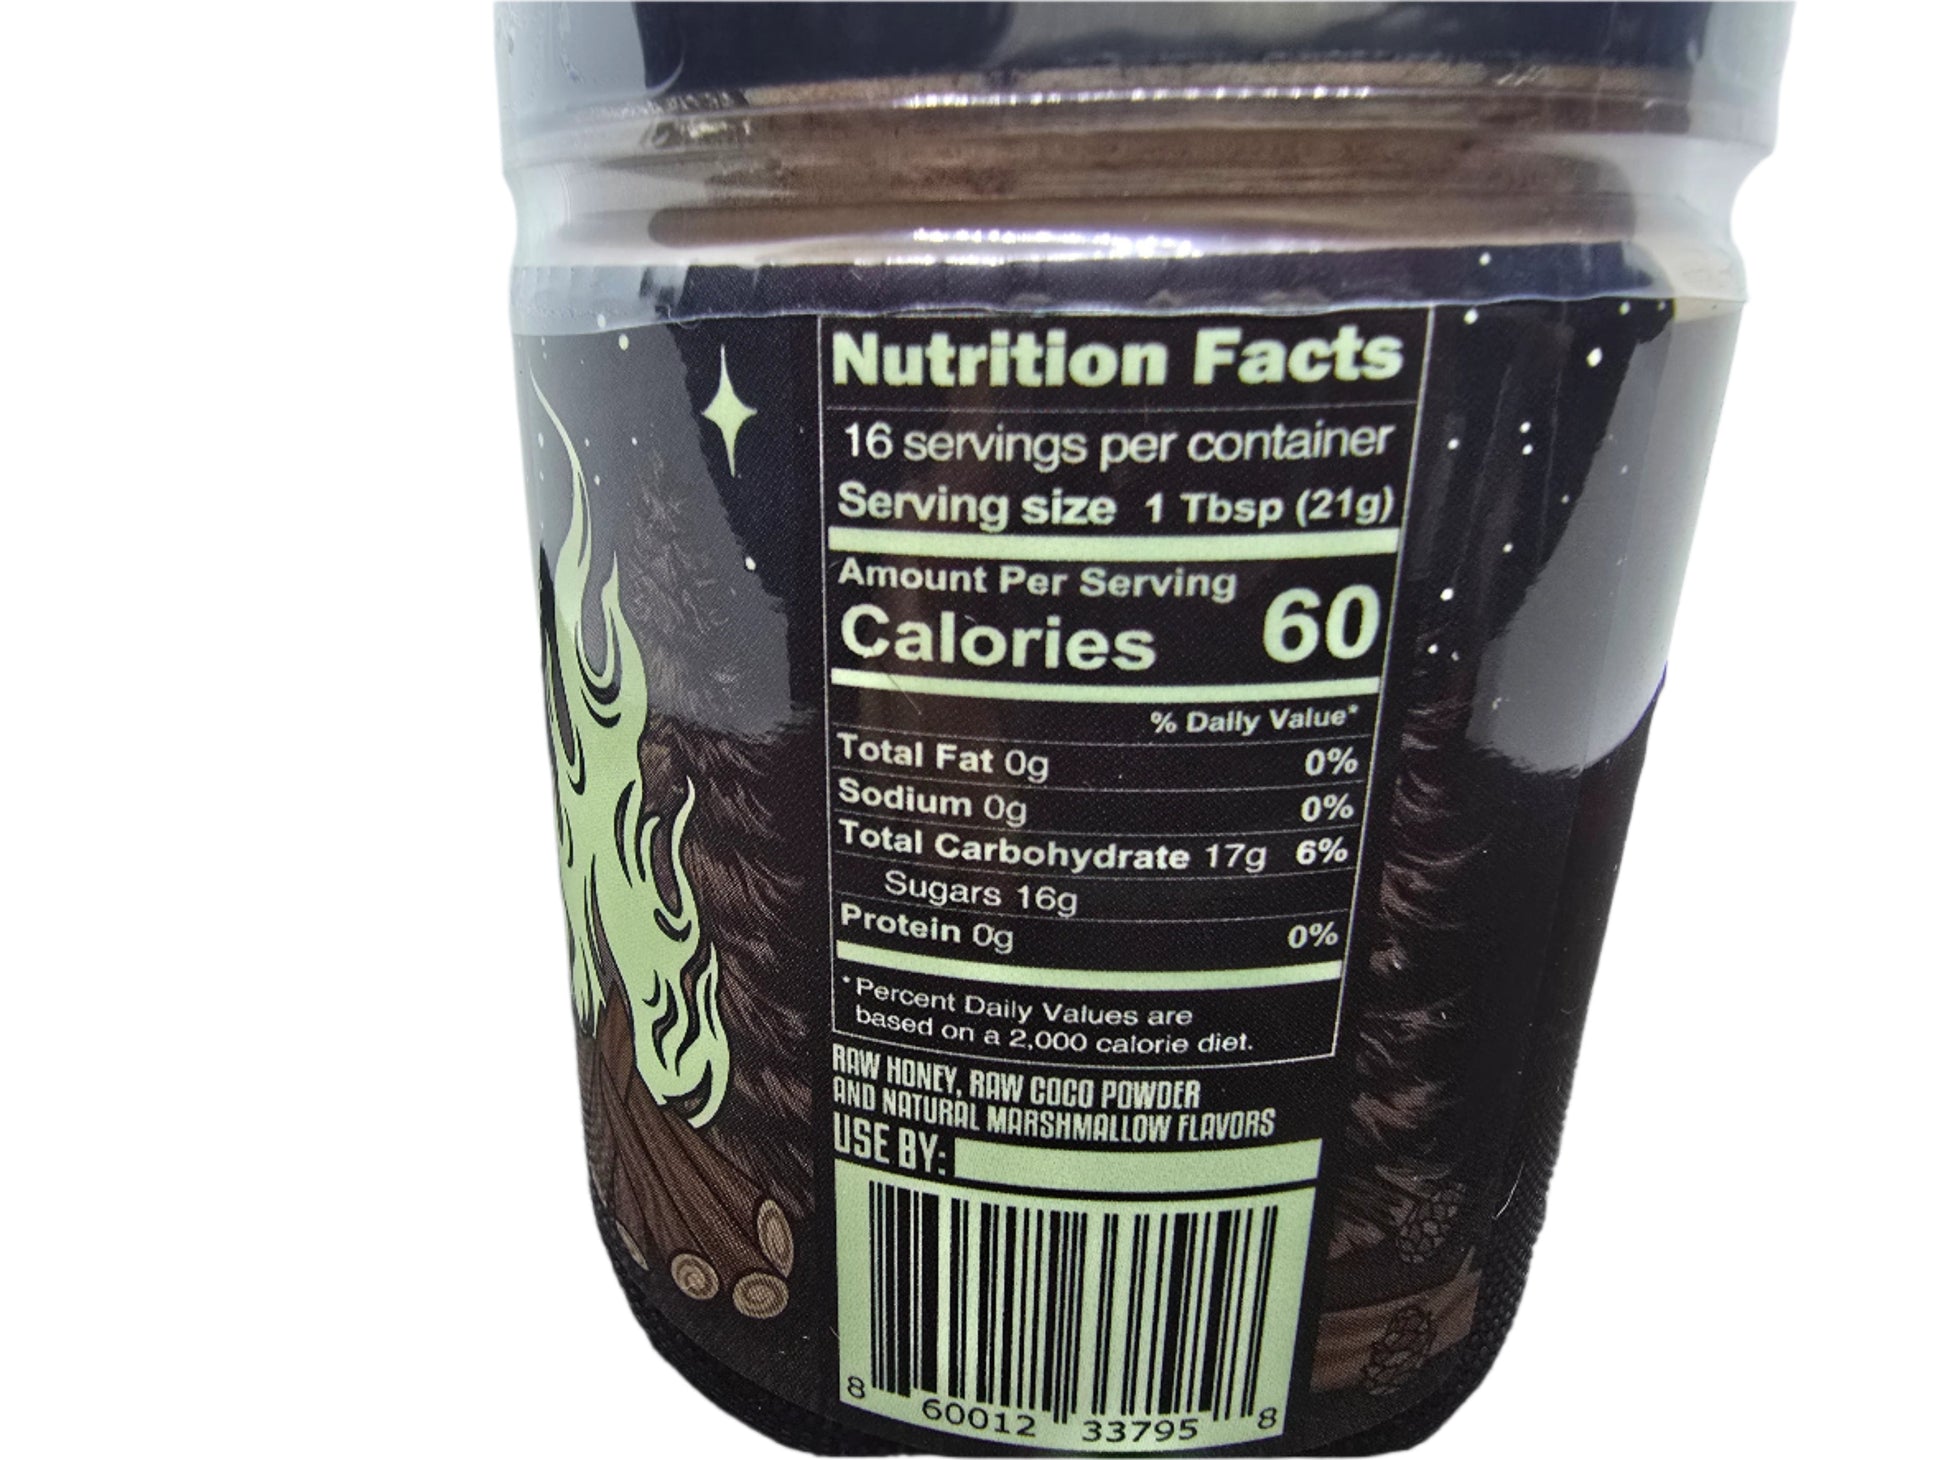 Nutrition Facts
16 servings per container
Serving size 1 Tbsp (21g)
Amount Per Serving
Calories 60
% Daily Value*
Total Fat 0g 0%
Sodium 0g 0%
Total Carbohydrate 17g 6%
Sugars 16g
Protein 0g 0%
*Percent Daily Values are
based on a 2,000 calorie diet.
RAW HONEY, RAW COCO POWDER
AND NATURAL MARSHMALLOW FLAVORS
USE BY:
8 60012 33795 8